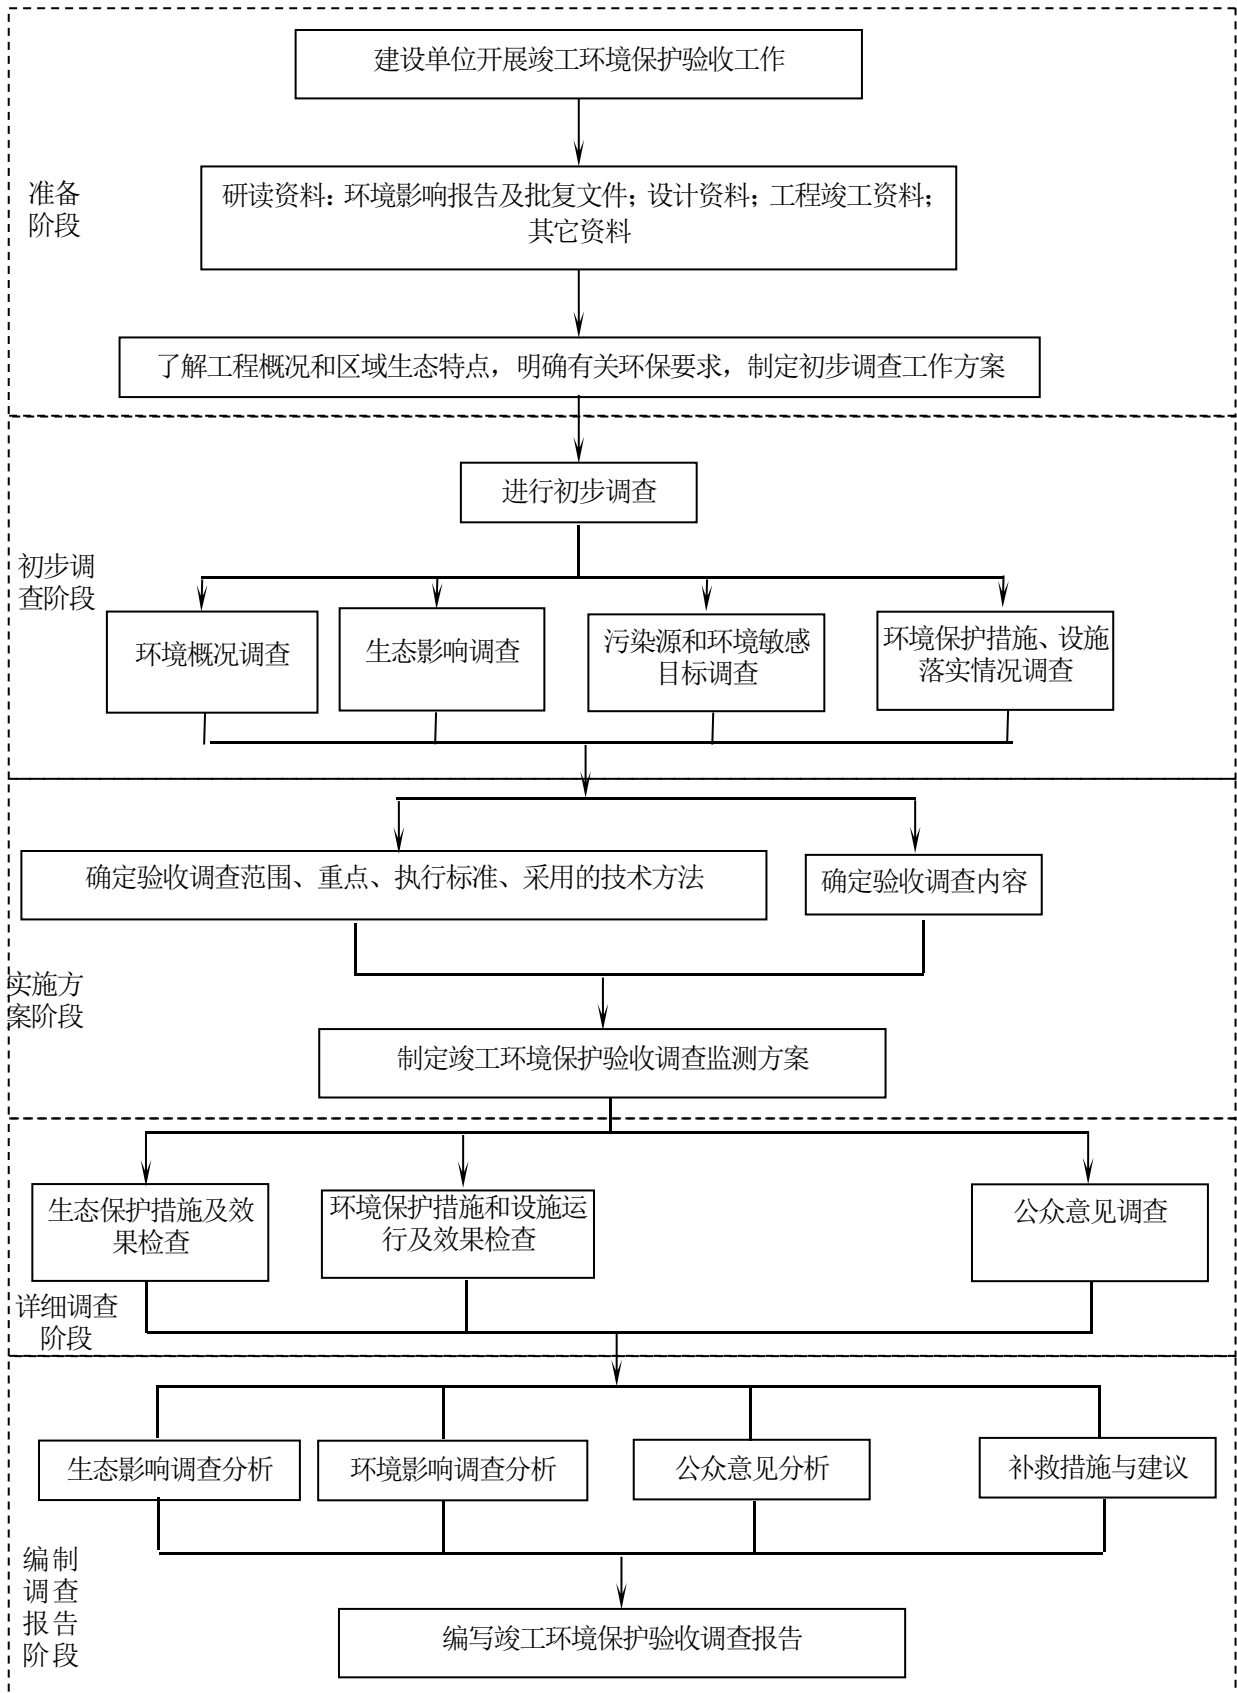 建设单位开展竣工环境保护验收工作
准备
阶段
研读资料：环境影响报告及批复文件；设计资料；工程竣工资料；
其它资料
了解工程概况和区域生态特点，明确有关环保要求，制定初步调查工作方案
进行初步调查
初步调
查阶段
环境概况调查
生态影响调查
污染源和环境敏感
目标调查
环境保护措施、设施
落实情况调查
确定验收调查范围、重点、执行标准、采用的技术方法
确定验收调查内容
实施方
案阶段
制定竣工环境保护验收调查监测方案
生态保护措施及效
果检查
环境保护措施和设施运
行及效果检查
公众意见调查
详细调查
阶段
生态影响调查分析
环境影响调查分析
公众意见分析
补救措施与建议
编制
调查
报告
阶段
编写竣工环境保护验收调查报告